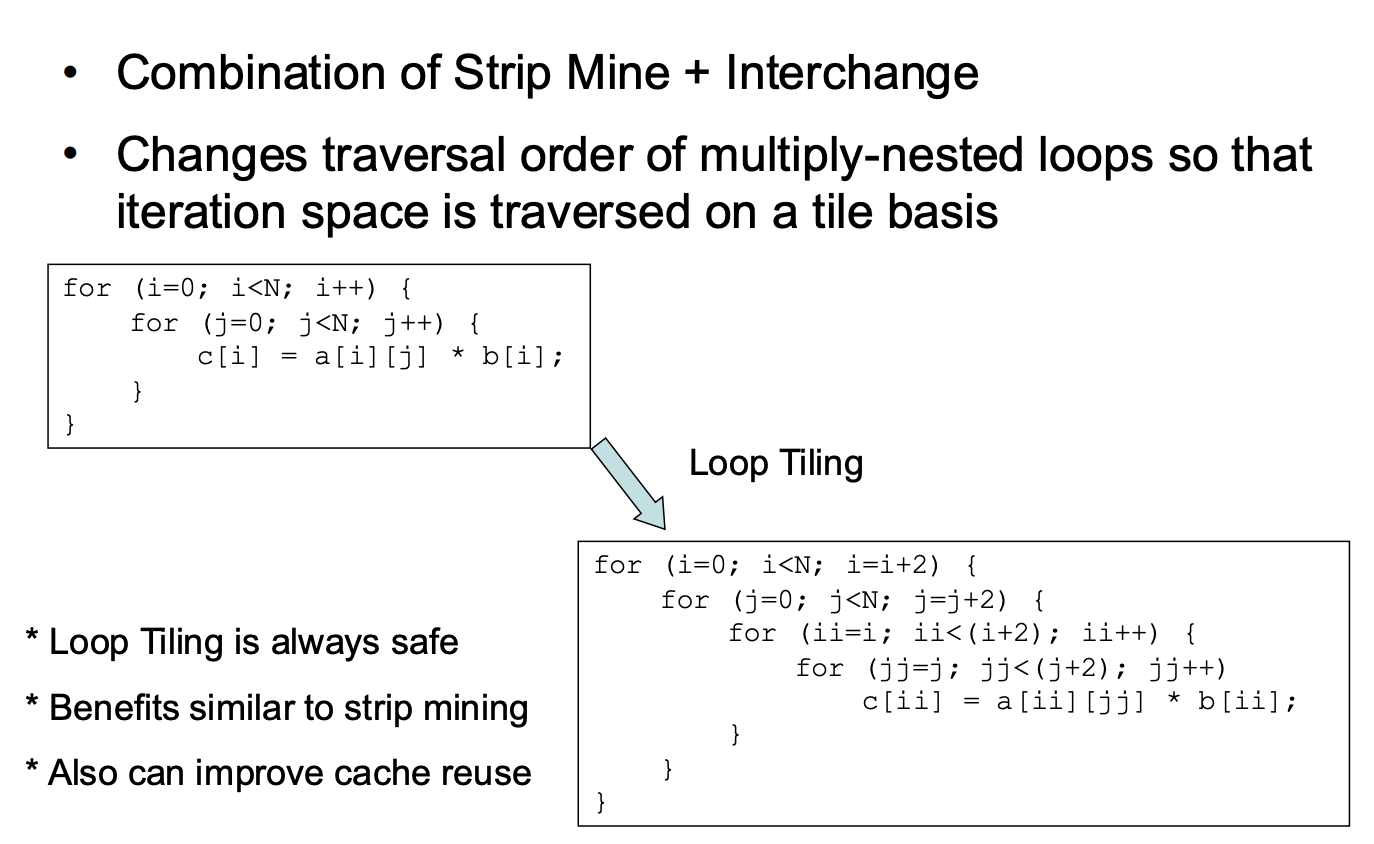 • Combination of Strip Mine + Interchange
• Changes traversal order of multiply-nested loops so that
iteration space is traversed on a tile basis
for (i=0; i<N; i++) {
    for (j=0; j<N; j++) {
        c[i] = a[i][j] * b[i];
    }
}
Loop Tiling
for (i=0; i<N; i=i+2) {
    for (j=0; j<N; j=j+2) {
        for (ii=i; ii<(i+2); ii++) {
            for (jj=j; jj<(j+2); jj++)
                c[ii] = a[ii][jj] * b[ii];
        }
    }
}
* Loop Tiling is always safe
* Benefits similar to strip mining
* Also can improve cache reuse